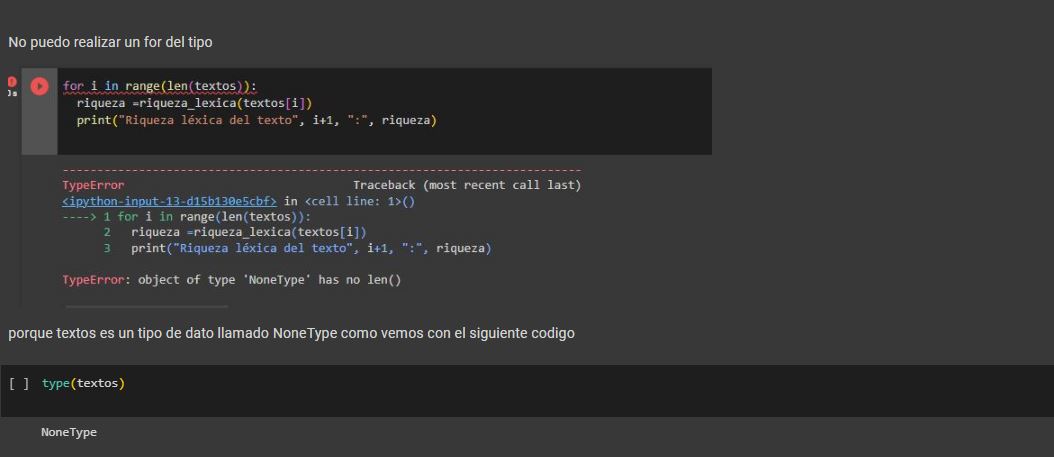 No puedo realizar un for del tipo
for i in range(len(textos)):
  riqueza =riqueza_lexica(textos[i])
  print("Riqueza léxica del texto", i+1, ":", riqueza)
---------------------------------------------------------------------------
TypeError                                 Traceback (most recent call last)
<ipython-input-13-d15b130e5cbf> in <cell line: 1>()
----> 1 for i in range(len(textos)):
      2   riqueza =riqueza_lexica(textos[i])
      3   print("Riqueza léxica del texto", i+1, ":", riqueza)
TypeError: object of type 'NoneType' has no len()
porque textos es un tipo de dato llamado NoneType como vemos con el siguiente codigo
[ ] type(textos)
NoneType